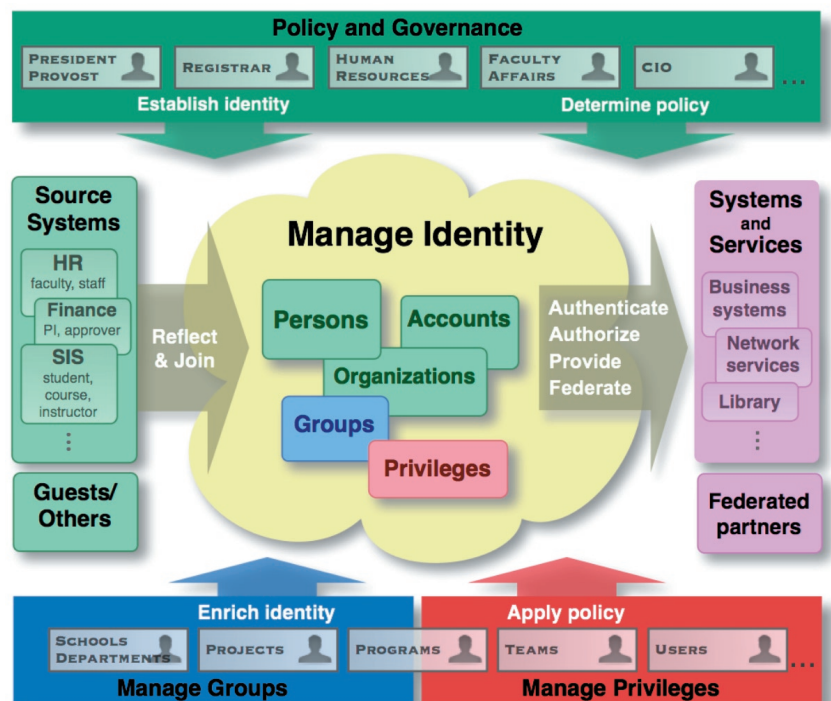 Policy and Governance
PRESIDENT
PROVOST
REGISTRAR
HUMAN
RESOURCES
FACULTY
AFFAIRS
CIO
...
Establish identity
Determine policy
Source
Systems
HR
faculty, staff
Finance
PI, approver
SIS
student,
course,
instructor
⋮
Guests/
Others
Reflect
& Join
Manage Identity
Persons
Accounts
Organizations
Groups
Privileges
Authenticate
Authorize
Provide
Federate
Systems
and
Services
Business
systems
Network
services
Library
⋮
Federated
partners
Enrich identity
Apply policy
SCHOOLS
DEPARTMENTS
PROJECTS
PROGRAMS
TEAMS
USERS
...
Manage Groups
Manage Privileges